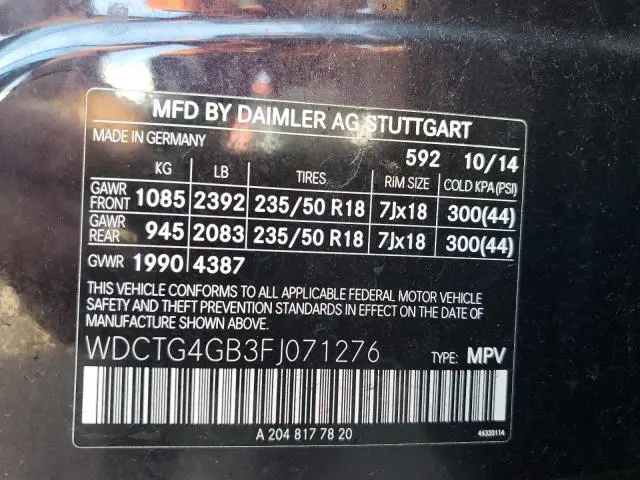 MFD BY DAIMLER AG STUTTGART
MADE IN GERMANY
592 10/14
KG LB TIRES RIM SIZE COLD KPA(PSI)
GAWR FRONT 1085 2392 235/50 R18 7Jx18 300(44)
GAWR REAR 945 2083 235/50 R18 7Jx18 300(44)
GVWR 1990 4387
THIS VEHICLE CONFORMS TO ALL APPLICABLE FEDERAL MOTOR VEHICLE
SAFETY AND THEFT PREVENTION STANDARDS IN EFFECT ON THE DATE OF
MANUFACTURE SHOWN ABOVE.
WDCTG4GB3FJ071276 TYPE: MPV
A 204 817 78 20
46330114